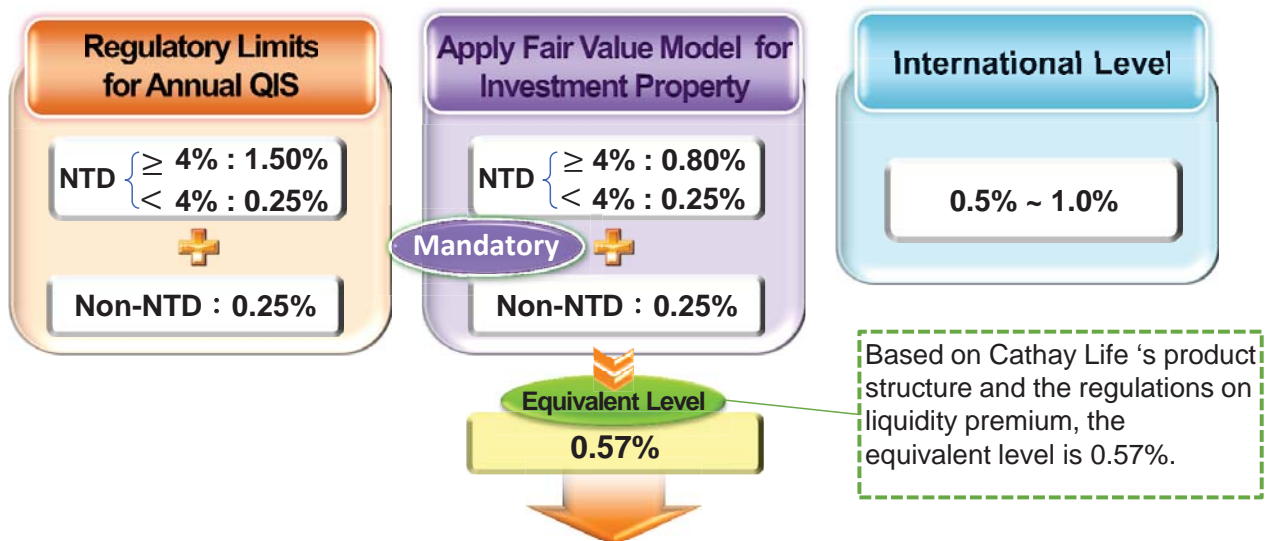 Regulatory Limits
for Annual QIS
NTD
≥ 4% : 1.50%
< 4% : 0.25%
Non-NTD：0.25%
Apply Fair Value Model for
Investment Property
NTD
≥ 4% : 0.80%
< 4% : 0.25%
Mandatory
Non-NTD：0.25%
Equivalent Level
0.57%
International Level
0.5% ~ 1.0%
Based on Cathay Life ‘s product
structure and the regulations on
liquidity premium, the
equivalent level is 0.57%.